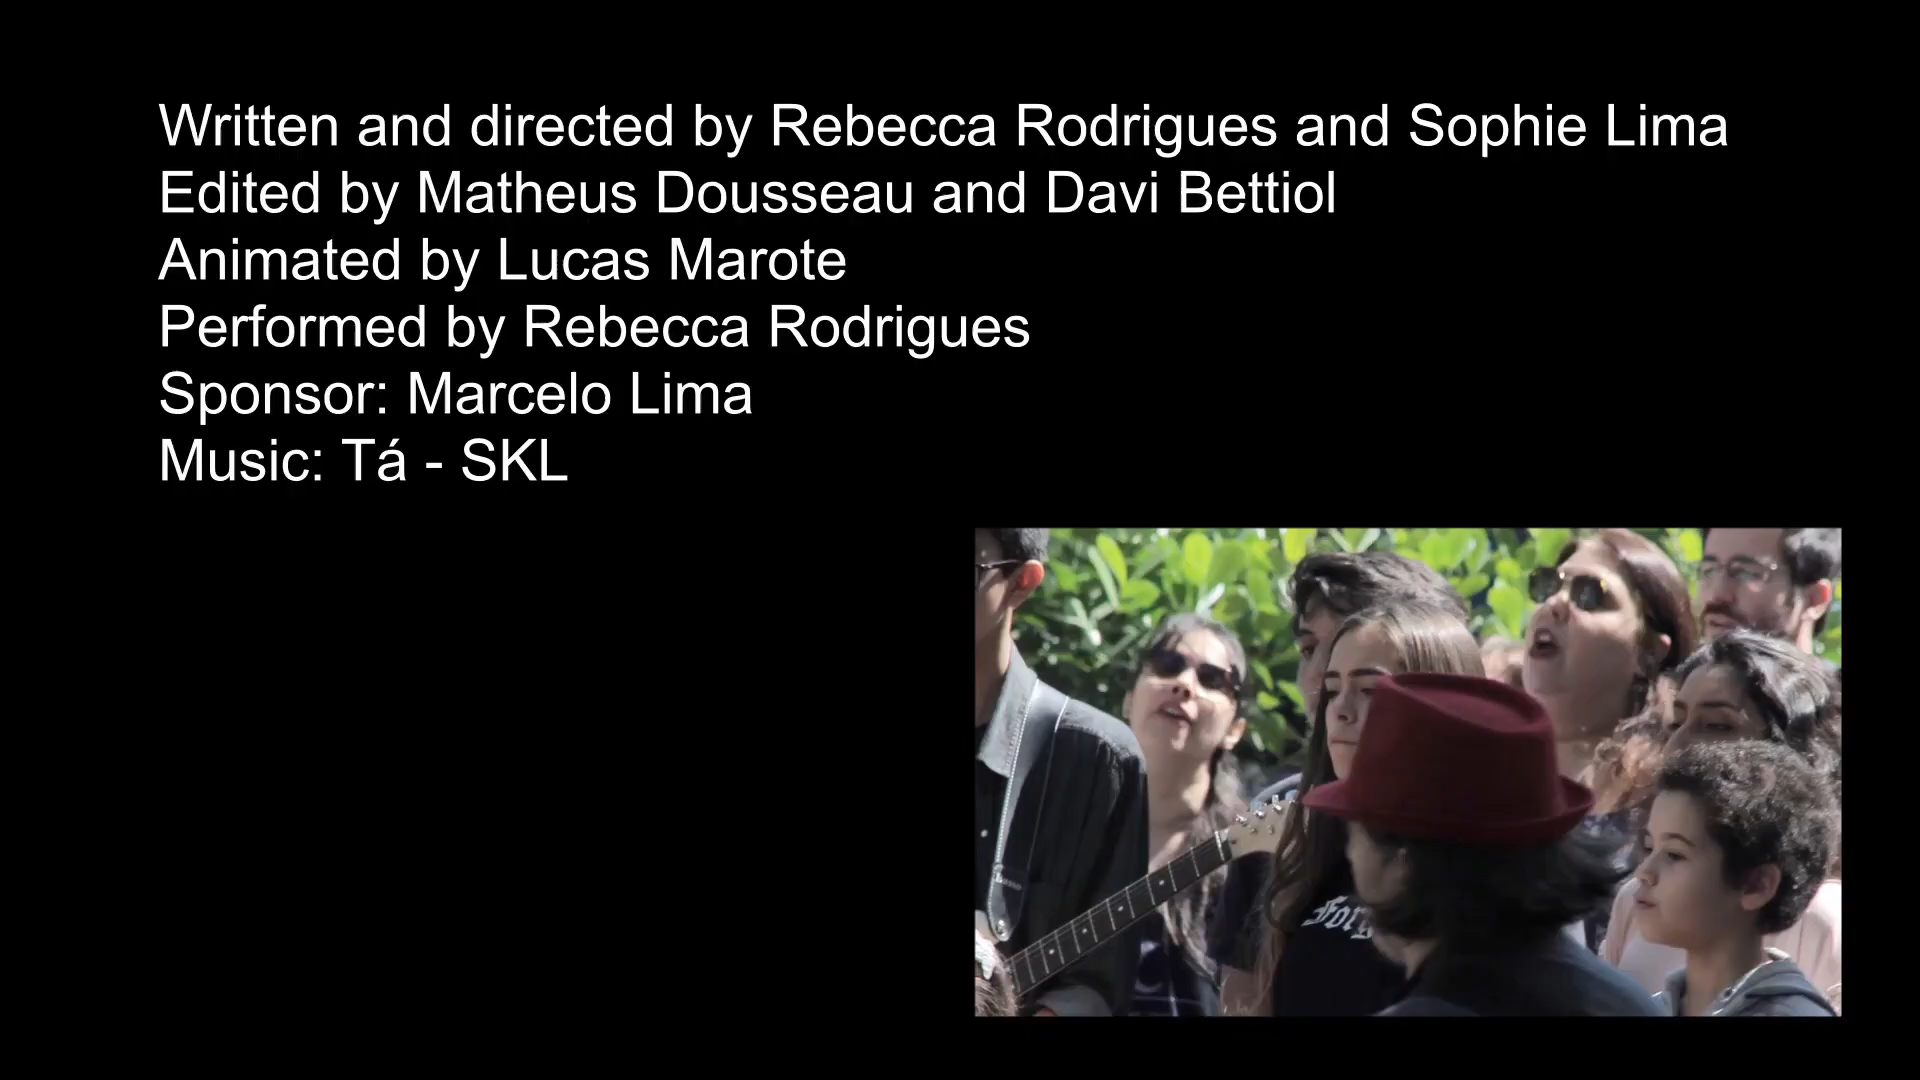 Written and directed by Rebecca Rodrigues and Sophie Lima
Edited by Matheus Dousseau and Davi Bettiol
Animated by Lucas Marote
Performed by Rebecca Rodrigues
Sponsor: Marcelo Lima
Music: Tá - SKL